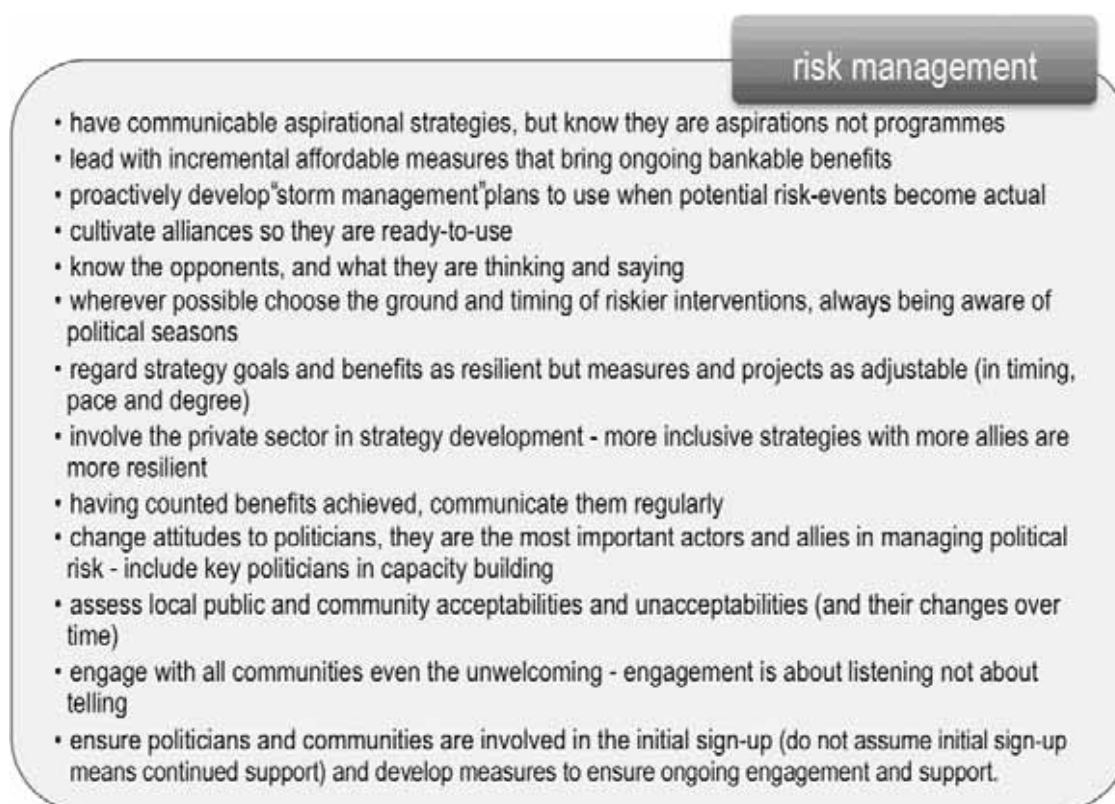 risk management
• have communicable aspirational strategies, but know they are aspirations not programmes
• lead with incremental affordable measures that bring ongoing bankable benefits
• proactively develop“storm management”plans to use when potential risk-events become actual
• cultivate alliances so they are ready-to-use
• know the opponents, and what they are thinking and saying
• wherever possible choose the ground and timing of riskier interventions, always being aware of
political seasons
• regard strategy goals and benefits as resilient but measures and projects as adjustable (in timing,
pace and degree)
• involve the private sector in strategy development - more inclusive strategies with more allies are
more resilient
• having counted benefits achieved, communicate them regularly
• change attitudes to politicians, they are the most important actors and allies in managing political
risk - include key politicians in capacity building
• assess local public and community acceptabilities and unacceptabilities (and their changes over
time)
• engage with all communities even the unwelcoming - engagement is about listening not about
telling
• ensure politicians and communities are involved in the initial sign-up (do not assume initial sign-up
means continued support) and develop measures to ensure ongoing engagement and support.